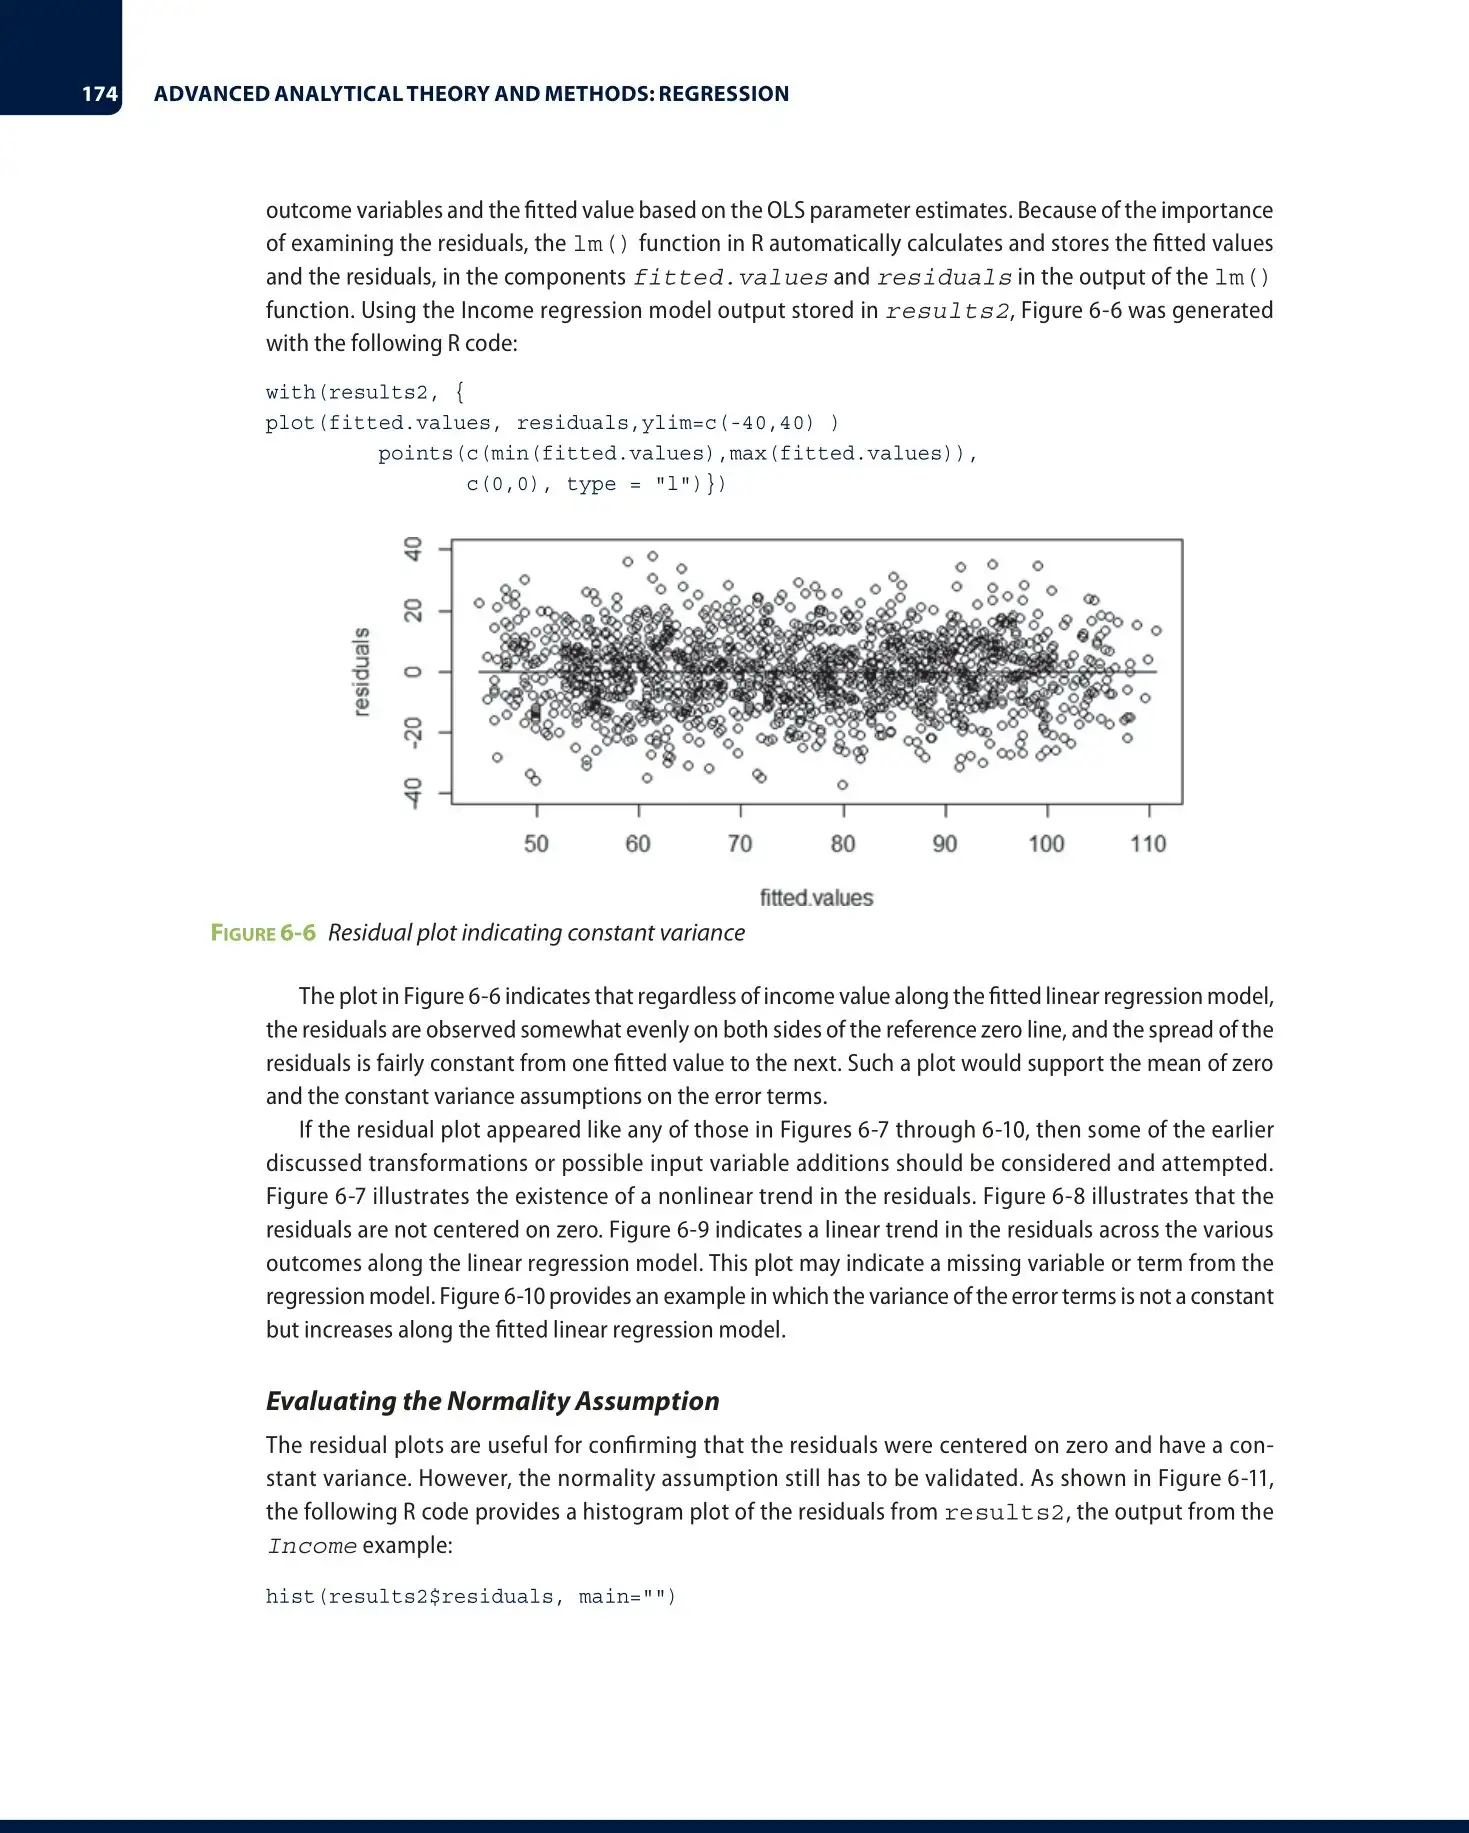 174 ADVANCED ANALYTICAL THEORY AND METHODS: REGRESSION
outcome variables and the fitted value based on the OLS parameter estimates. Because of the importance
of examining the residuals, the lm() function in R automatically calculates and stores the fitted values
and the residuals, in the components fitted.values and residuals in the output of the lm()
function. Using the Income regression model output stored in results2, Figure 6-6 was generated
with the following R code:
with(results2, {
plot(fitted.values, residuals,ylim=c(-40,40) )
points(c(min(fitted.values),max(fitted.values)),
c(0,0), type = "l")})
40
20
0
-20
-40
residuals
50 60 70 80 90 100 110
fitted.values
FIGURE 6-6 Residual plot indicating constant variance
The plot in Figure 6-6 indicates that regardless of income value along the fitted linear regression model,
the residuals are observed somewhat evenly on both sides of the reference zero line, and the spread of the
residuals is fairly constant from one fitted value to the next. Such a plot would support the mean of zero
and the constant variance assumptions on the error terms.
If the residual plot appeared like any of those in Figures 6-7 through 6-10, then some of the earlier
discussed transformations or possible input variable additions should be considered and attempted.
Figure 6-7 illustrates the existence of a nonlinear trend in the residuals. Figure 6-8 illustrates that the
residuals are not centered on zero. Figure 6-9 indicates a linear trend in the residuals across the various
outcomes along the linear regression model. This plot may indicate a missing variable or term from the
regression model. Figure 6-10 provides an example in which the variance of the error terms is not a constant
but increases along the fitted linear regression model.
Evaluating the Normality Assumption
The residual plots are useful for confirming that the residuals were centered on zero and have a con-
stant variance. However, the normality assumption still has to be validated. As shown in Figure 6-11,
the following R code provides a histogram plot of the residuals from results2, the output from the
Income example:
hist(results2$residuals, main="")